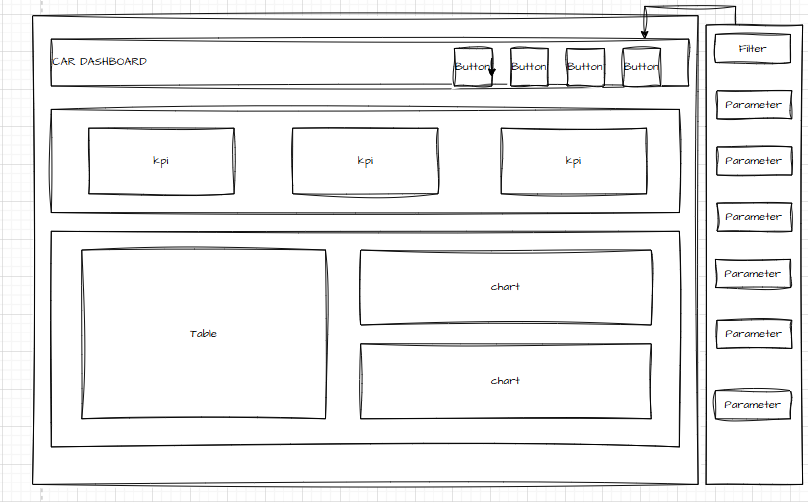 CAR DASHBOARD
Button
Button
Button
Button
Filter
Parameter
Parameter
Parameter
Parameter
Parameter
Parameter
kpi
kpi
kpi
Table
chart
chart